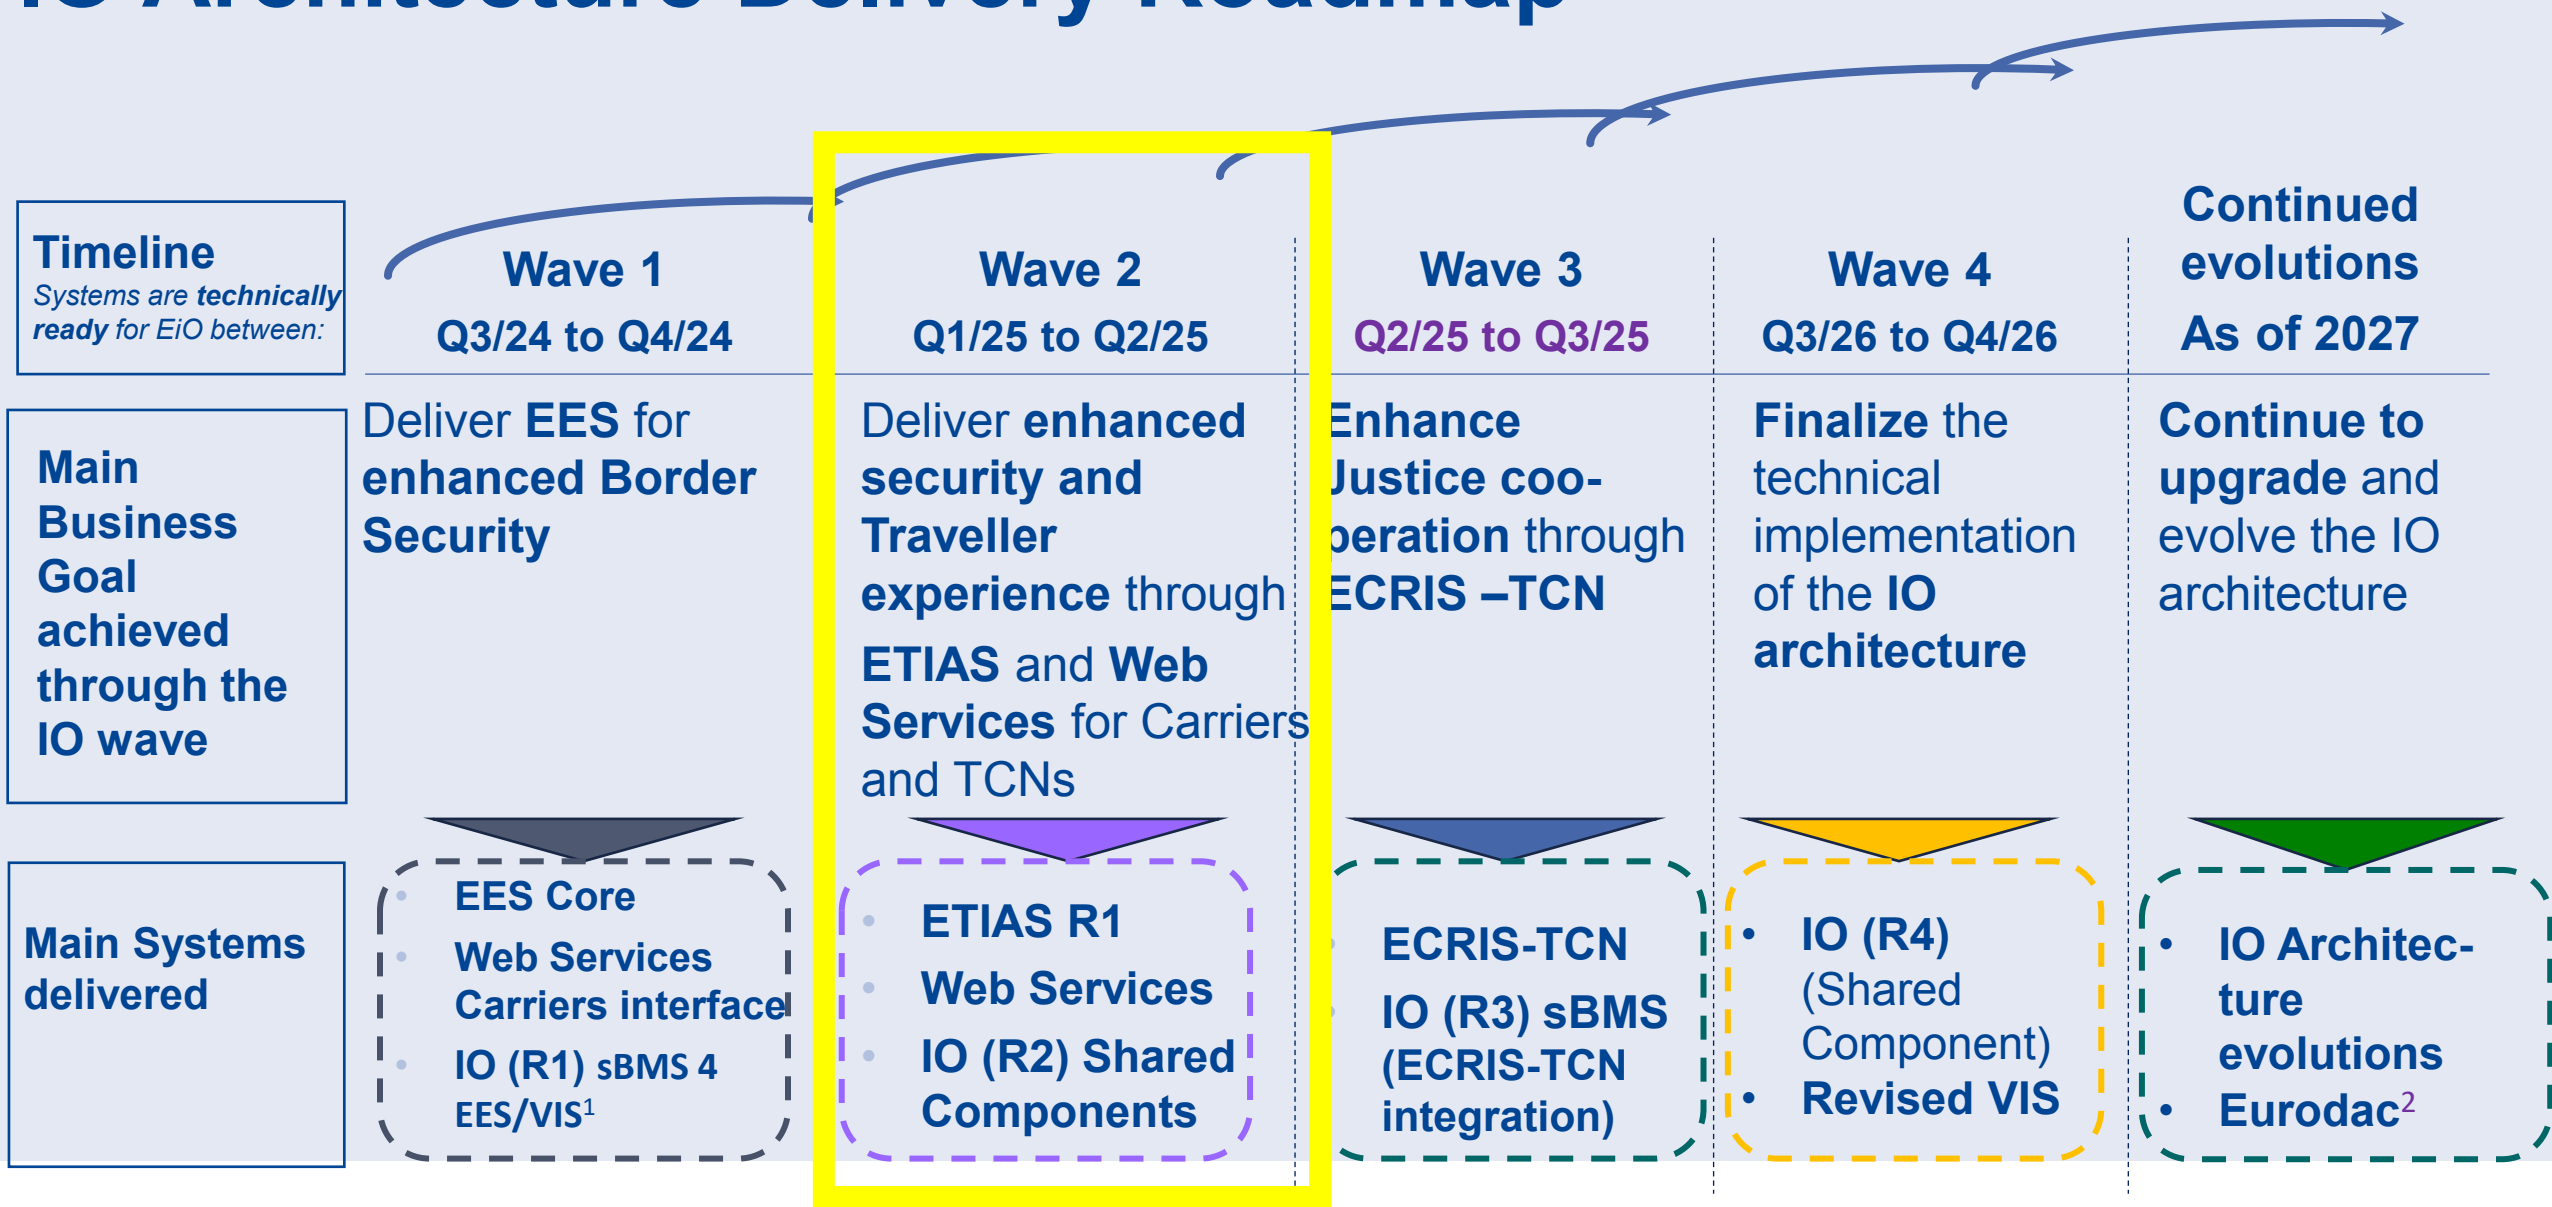 IO Architecture Delivery Roadmap
Timeline
Systems are technically
ready for EiO between:
Wave 1
Q3/24 to Q4/24
Wave 2
Q1/25 to Q2/25
Wave 3
Q2/25 to Q3/25
Wave 4
Q3/26 to Q4/26
Continued
evolutions
As of 2027
Main
Business
Goal
achieved
through the
IO wave
Deliver EES for
enhanced Border
Security
Deliver enhanced
security and
Traveller
experience through
ETIAS and Web
Services for Carriers
and TCNs
Enhance
Justice coo-
peration through
ECRIS –TCN
Finalize the
technical
implementation
of the IO
architecture
Continue to
upgrade and
evolve the IO
architecture
Main Systems
delivered
• EES Core
• Web Services
Carriers interface
• IO (R1) sBMS 4
EES/VIS¹
• ETIAS R1
• Web Services
• IO (R2) Shared
Components
• ECRIS-TCN
• IO (R3) sBMS
(ECRIS-TCN
integration)
• IO (R4)
(Shared
Component)
• Revised VIS
• IO Architec-
ture
evolutions
• Eurodac²